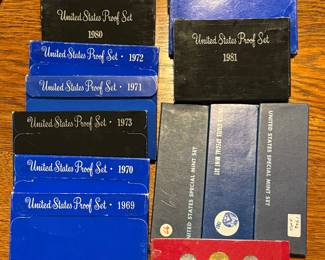 United States Proof Set
1980
United States Proof Set · 1972
United States Proof Set · 1971
United States Proof Set · 1973
United States Proof Set · 1970
United States Proof Set · 1969
United States Proof Set
1981
UNITED STATES SPECIAL MINT SET
STATES SPECIAL MINT SET
UNITED STATES SPECIAL MINT SET